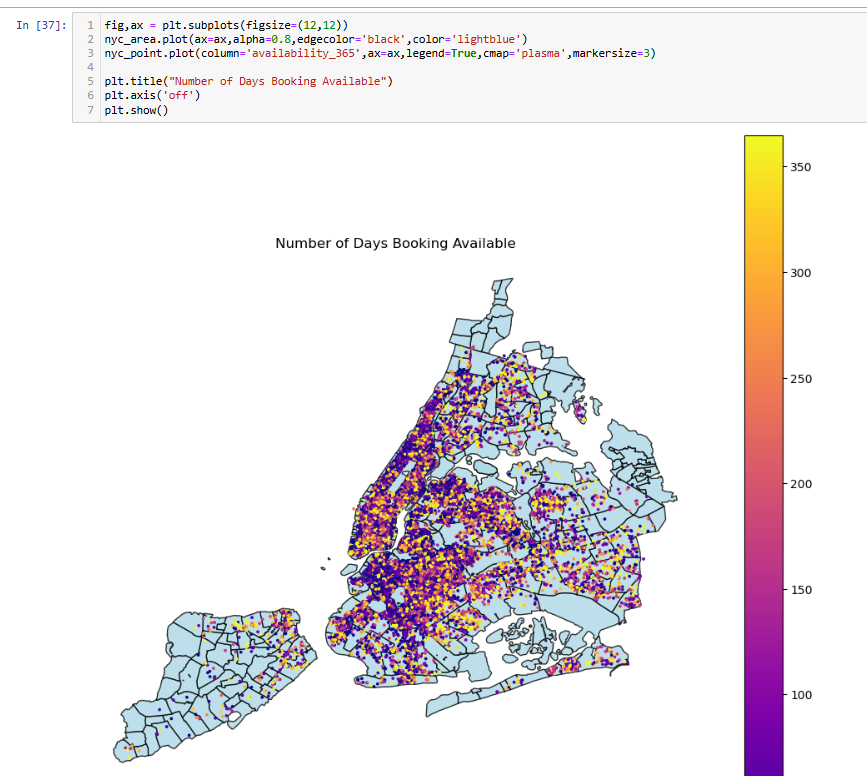 In [37]:
1 fig,ax = plt.subplots(figsize=(12,12))
2 nyc_area.plot(ax=ax,alpha=0.8,edgecolor='black',color='lightblue')
3 nyc_point.plot(column='availability_365',ax=ax,legend=True,cmap='plasma',markersize=3)
4
5 plt.title("Number of Days Booking Available")
6 plt.axis('off')
7 plt.show()
Number of Days Booking Available
350
300
250
200
150
100